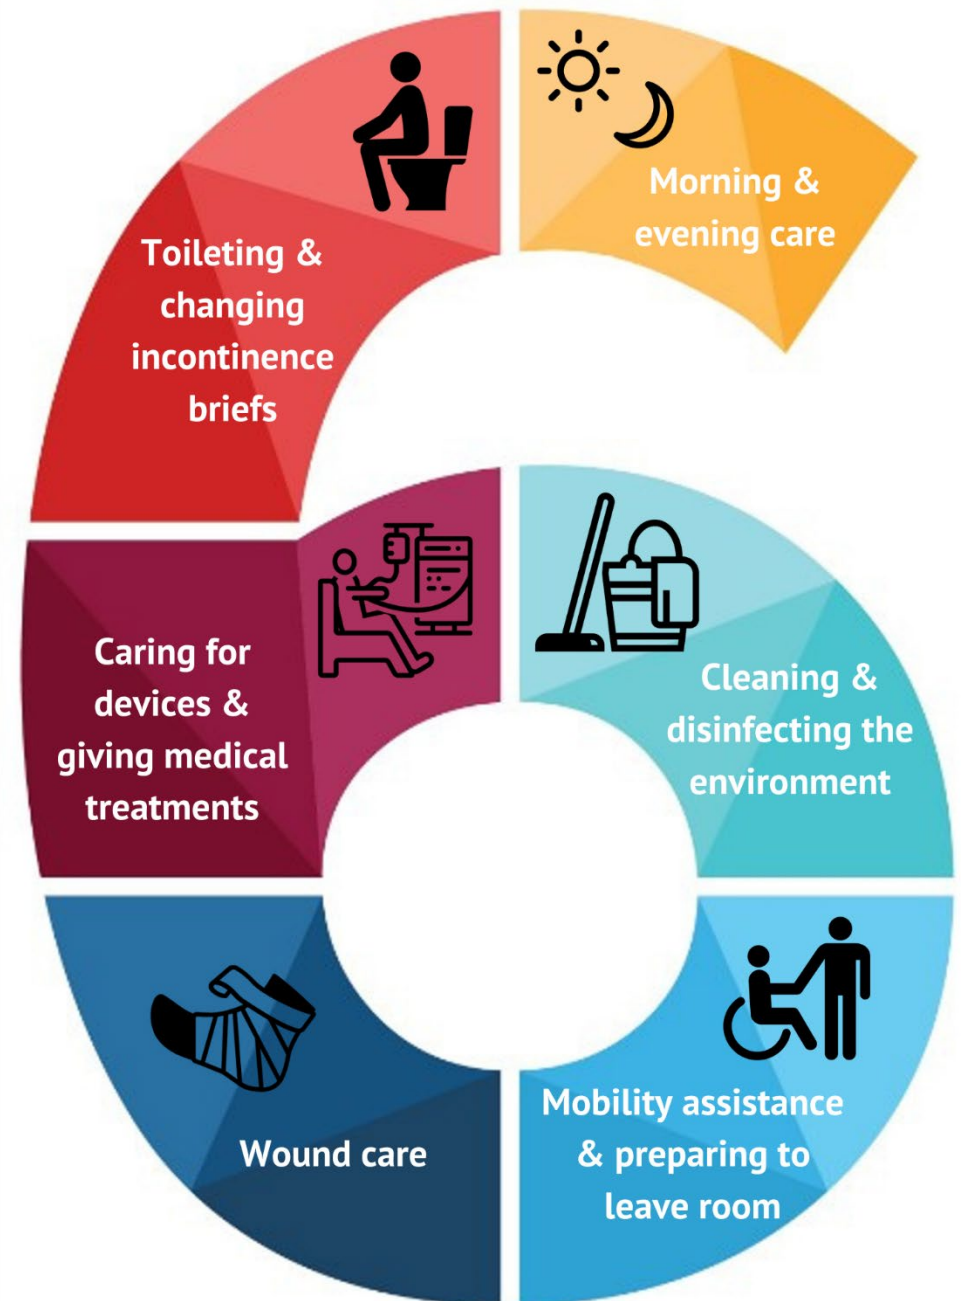 Morning &
evening care
Toileting &
changing
incontinence
briefs
Caring for
devices &
giving medical
treatments
Cleaning &
disinfecting the
environment
Wound care
Mobility assistance
& preparing to
leave room